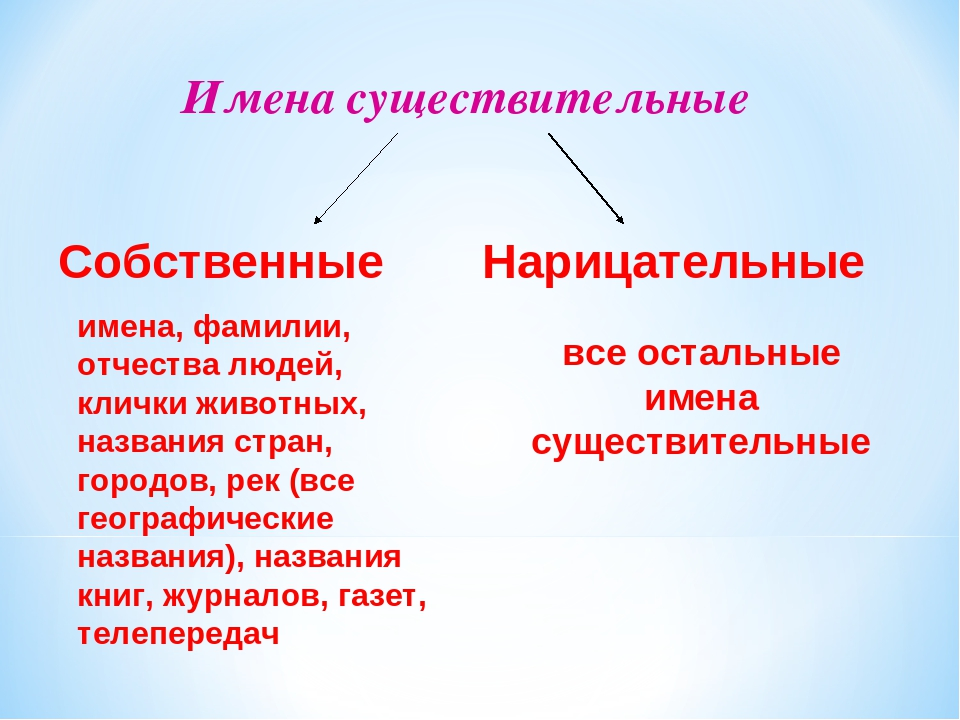 Имена существительные
Собственные
имена, фамилии,
отчества людей,
клички животных,
названия стран,
городов, рек (все
географические
названия), названия
книг, журналов, газет,
телепередач
Нарицательные
все остальные
имена
существительные